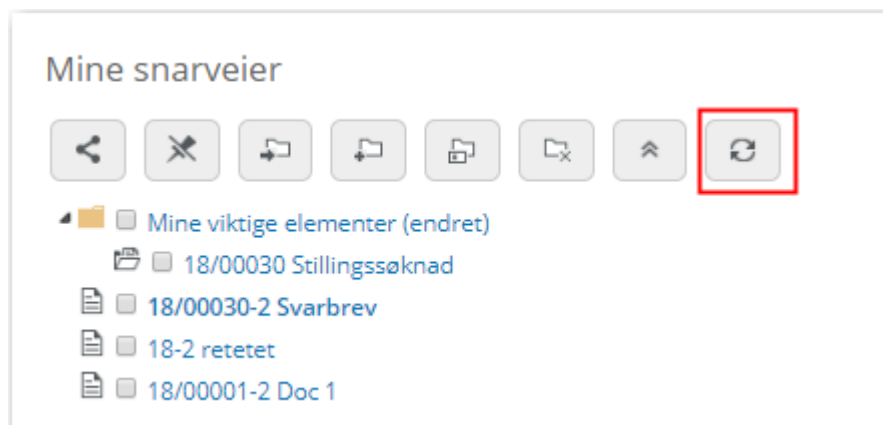 Mine snarveier
Mine viktige elementer (endret)
18/00030 Stillingssøknad
18/00030-2 Svarbrev
18-2 retetet
18/00001-2 Doc 1